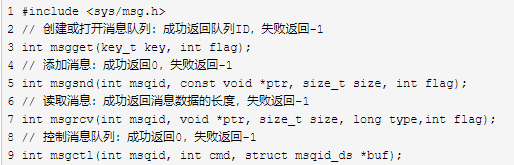 1 #include <sys/msg.h>
2 // 创建或打开消息队列：成功返回队列ID，失败返回-1
3 int msgget(key_t key, int flag);
4 // 添加消息：成功返回0，失败返回-1
5 int msgsnd(int msqid, const void *ptr, size_t size, int flag);
6 // 读取消息：成功返回消息数据的长度，失败返回-1
7 int msgrcv(int msqid, void *ptr, size_t size, long type,int flag);
8 // 控制消息队列：成功返回0，失败返回-1
9 int msgctl(int msqid, int cmd, struct msqid_ds *buf);